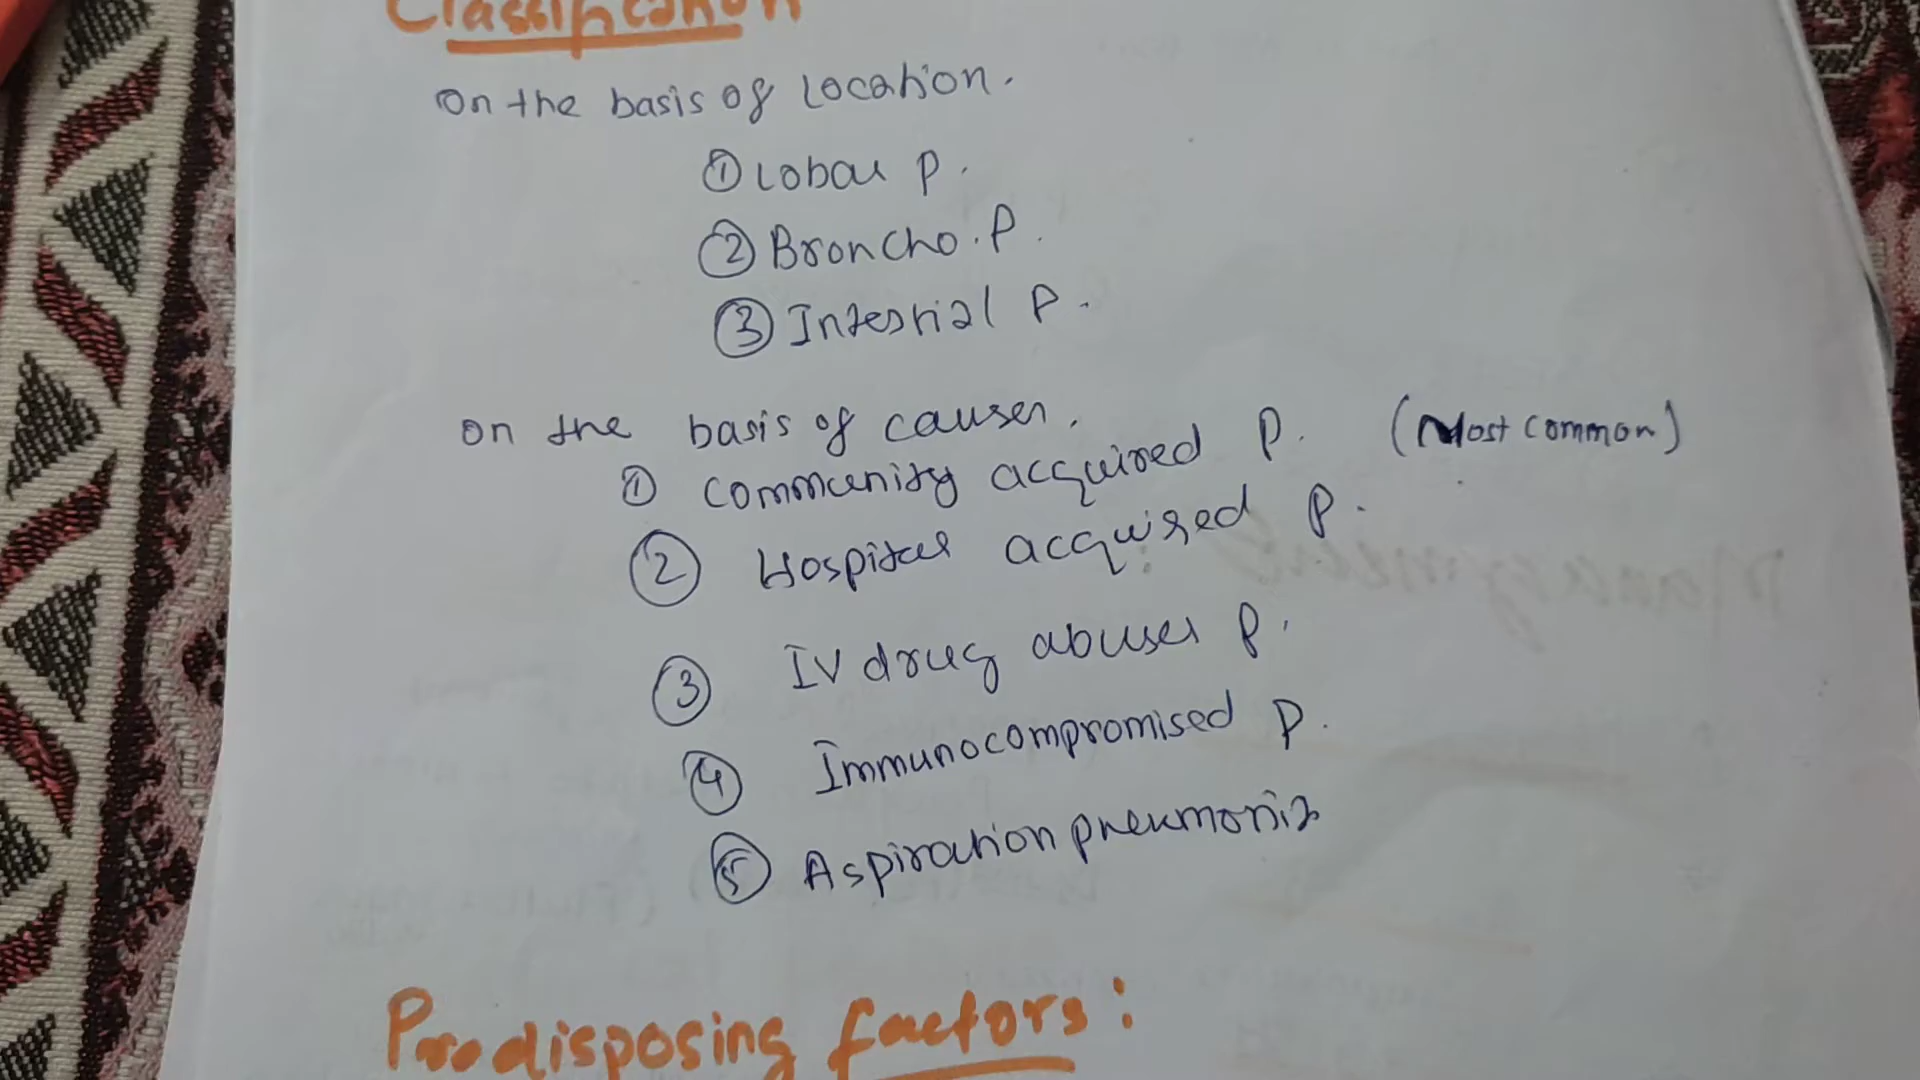 Classification
on the basis of Location.
① Lobar P.
② Broncho.P.
③ Intestial P.
on the basis of causes.
① community acquired P. (Most common)
② Hospital acquired P.
③ IV drug abuser P.
④ Immunocompromised P.
⑤ Aspiration pneumonia
Predisposing factors: